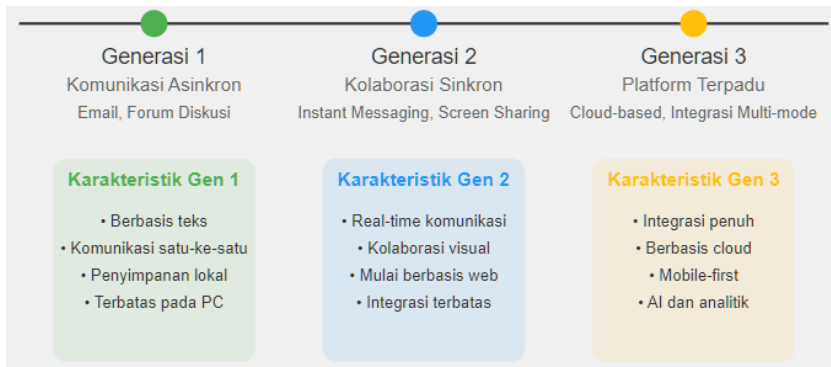 Generasi 1
Komunikasi Asinkron
Email, Forum Diskusi
Generasi 2
Kolaborasi Sinkron
Instant Messaging, Screen Sharing
Generasi 3
Platform Terpadu
Cloud-based, Integrasi Multi-mode
Karakteristik Gen 1
• Berbasis teks
• Komunikasi satu-ke-satu
• Penyimpanan lokal
• Terbatas pada PC
Karakteristik Gen 2
• Real-time komunikasi
• Kolaborasi visual
• Mulai berbasis web
• Integrasi terbatas
Karakteristik Gen 3
• Integrasi penuh
• Berbasis cloud
• Mobile-first
• AI dan analitik